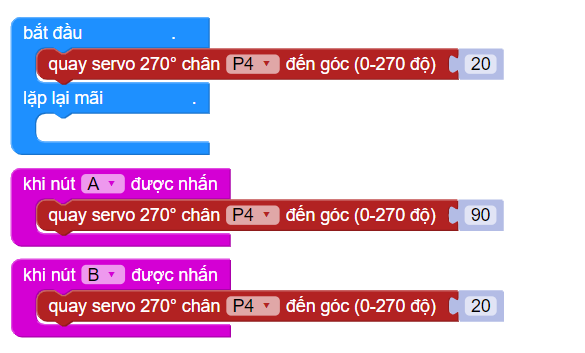 bắt đầu .
quay servo 270° chân P4 đến góc (0-270 độ) 20
lặp lại mãi .
khi nút A được nhấn
quay servo 270° chân P4 đến góc (0-270 độ) 90
khi nút B được nhấn
quay servo 270° chân P4 đến góc (0-270 độ) 20